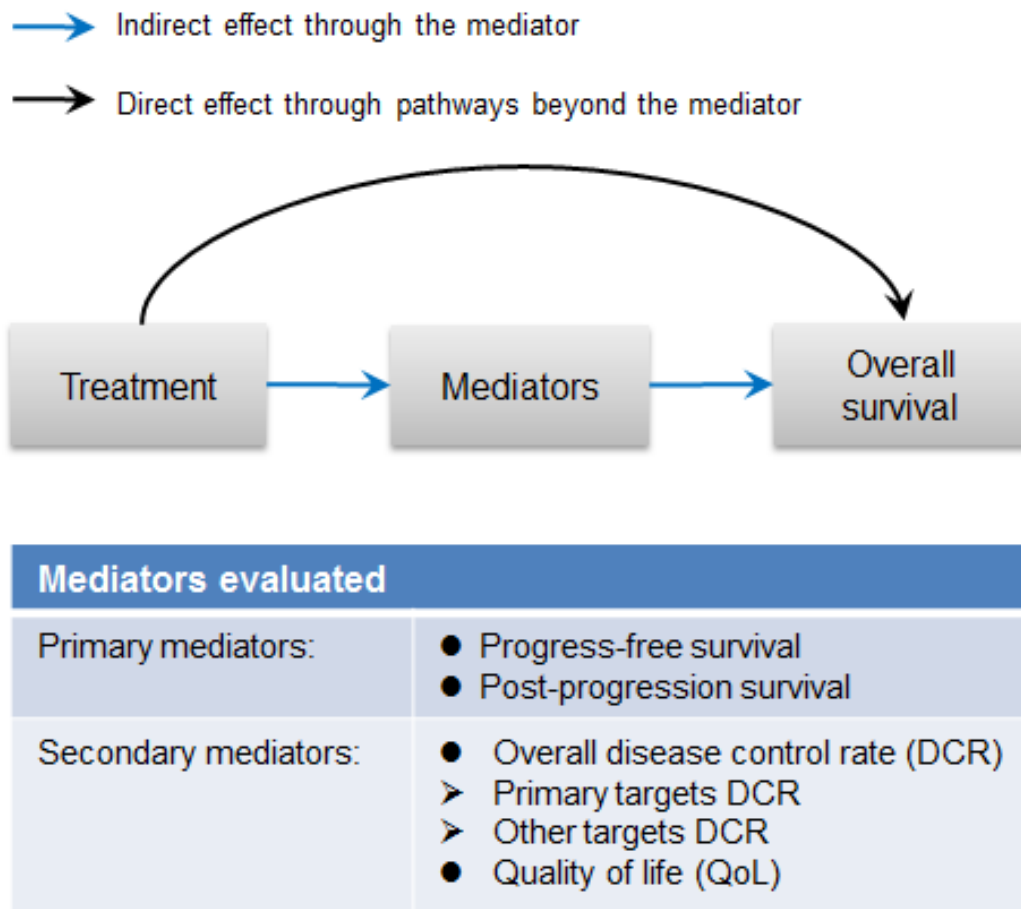 Indirect effect through the mediator
Direct effect through pathways beyond the mediator
Treatment
Mediators
Overall
survival
Mediators evaluated
Primary mediators:
● Progress-free survival
● Post-progression survival
Secondary mediators:
● Overall disease control rate (DCR)
➤ Primary targets DCR
➤ Other targets DCR
● Quality of life (QoL)